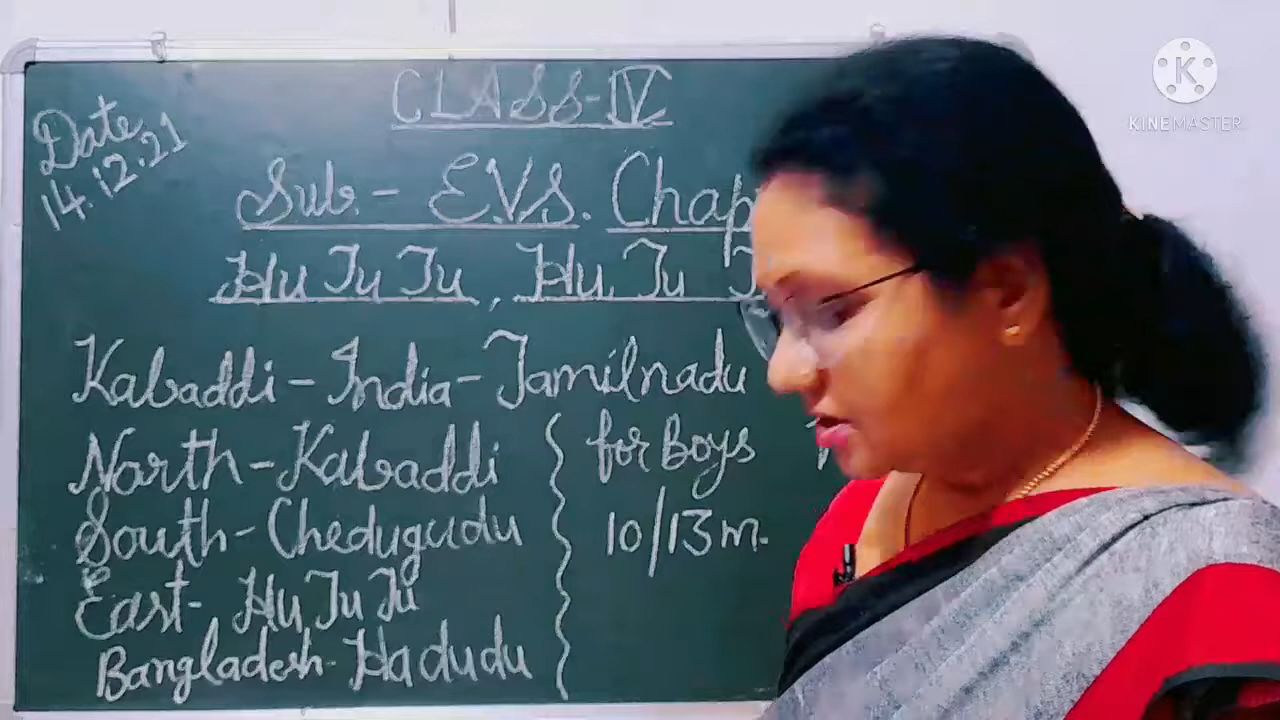 CLASS-IV
Date
14.12.21
Sub.- E.V.S. Chap
Hu Tu Tu, Hu Tu T
Kabaddi - India - Tamilnadu
North - Kabaddi
South - Chedugudu
East - Hu Tu Tu
Bangladesh - Hadudu
for Boys
10/13 m.
K
KINEMASTER